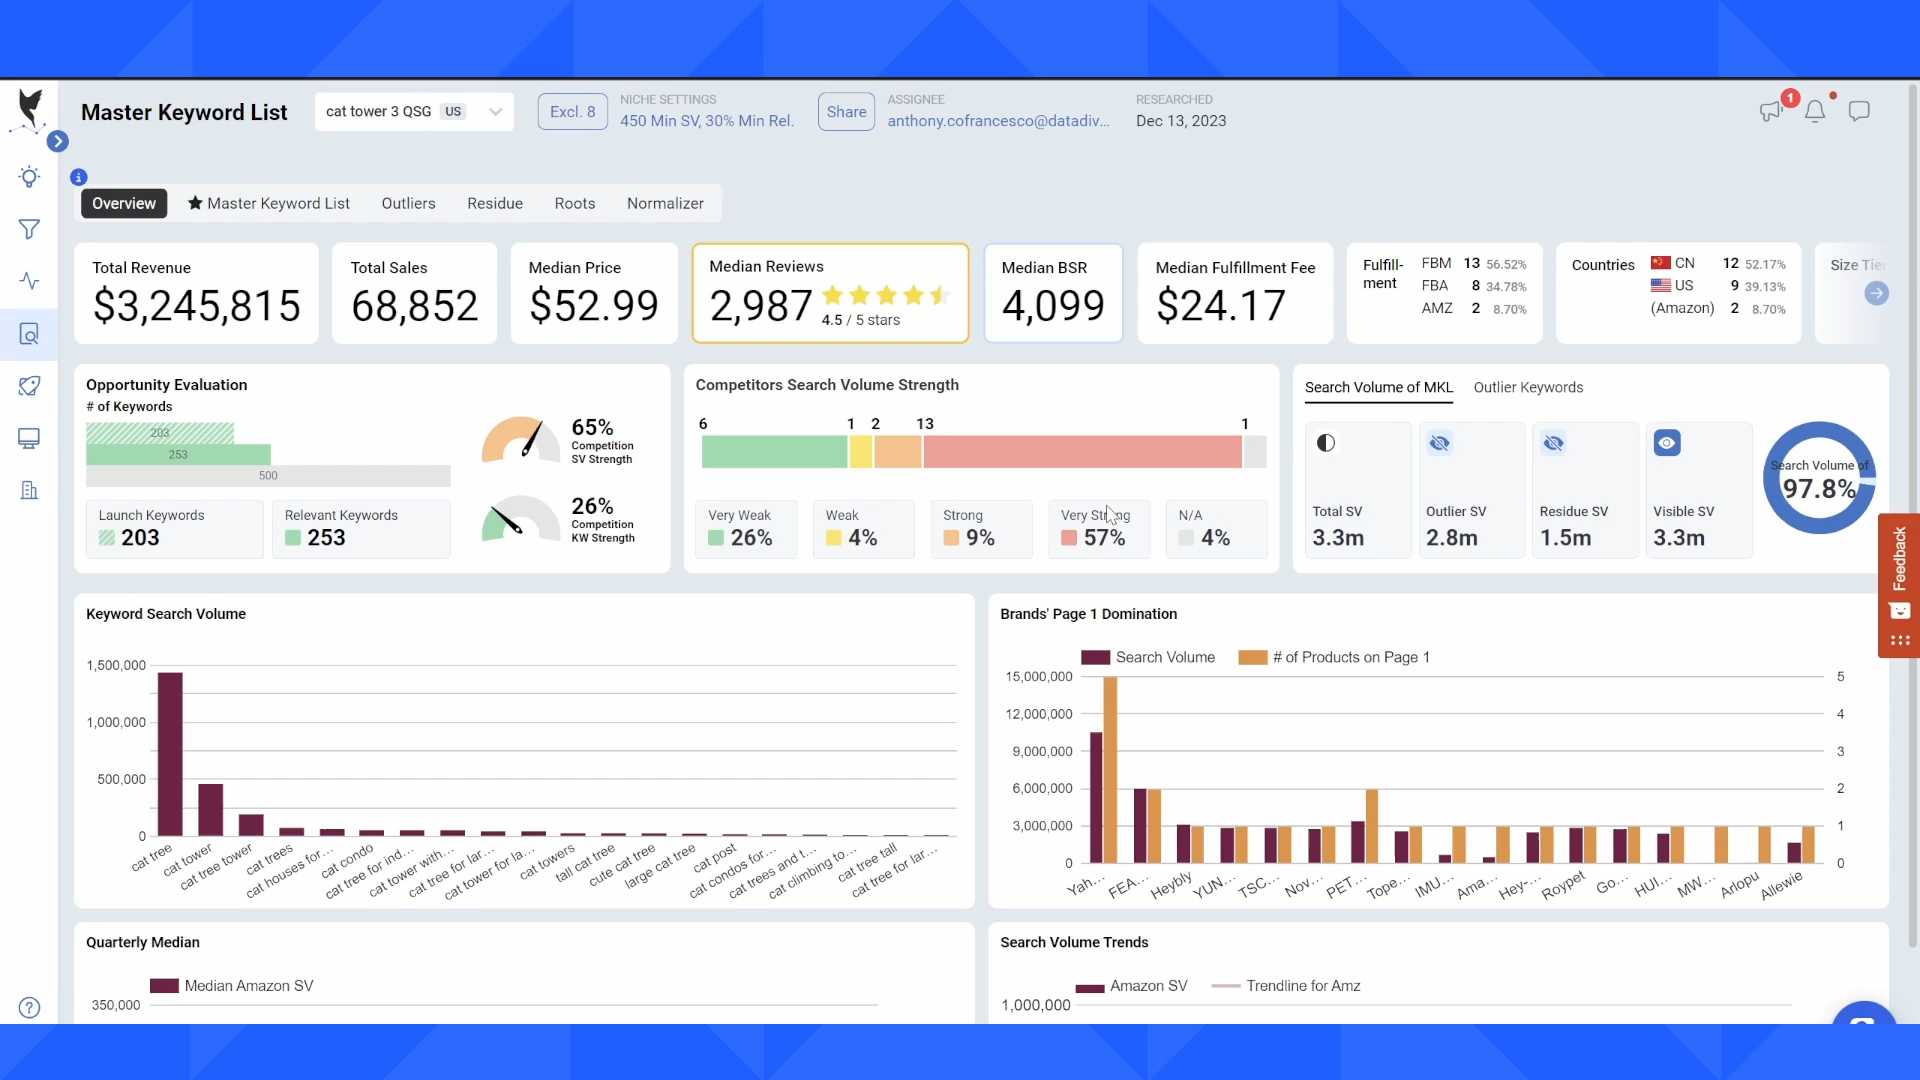 Master Keyword List
cat tower 3 QSG US
Excl. 8
NICHE SETTINGS
450 Min SV, 30% Min Rel.
Share
ASSIGNEE
anthony.cofrancesco@datadiv...
RESEARCHED
Dec 13, 2023
1
Overview
Master Keyword List
Outliers
Residue
Roots
Normalizer
Total Revenue
$3,245,815
Total Sales
68,852
Median Price
$52.99
Median Reviews
2,987
4.5 / 5 stars
Median BSR
4,099
Median Fulfillment Fee
$24.17
Fulfill-
ment
FBM 13 56.52%
FBA 8 34.78%
AMZ 2 8.70%
Countries
CN 12 52.17%
US 9 39.13%
(Amazon) 2 8.70%
Size Tie
Opportunity Evaluation
# of Keywords
203
253
500
Launch Keywords
203
Relevant Keywords
253
65%
Competition
SV Strength
26%
Competition
KW Strength
Competitors Search Volume Strength
6 1 2 13 1
Very Weak
26%
Weak
4%
Strong
9%
Very Strong
57%
N/A
4%
Search Volume of MKL
Outlier Keywords
Total SV
3.3m
Outlier SV
2.8m
Residue SV
1.5m
Visible SV
3.3m
Search Volume of
97.8%
Feedback
Keyword Search Volume
1,500,000
1,000,000
500,000
0
cat tree
cat tower
cat tree tower
cat trees
cat houses for...
cat condo
cat tree for ind...
cat tower with...
cat tree for lar...
cat tower for la...
cat towers
tall cat tree
cute cat tree
large cat tree
cat post
cat condos for...
cat trees and t...
cat climbing to...
cat tree tall
cat tree for lar...
Brands' Page 1 Domination
Search Volume
# of Products on Page 1
15,000,000 5
12,000,000 4
9,000,000 3
6,000,000 2
3,000,000 1
0 0
Yah...
FEA...
Heybly
YUN...
TSC...
Nov...
PET...
Tope...
IMU...
Ama...
Hey-...
Roypet
Go...
HUI...
MW...
Arlopu
Allewie
Quarterly Median
Median Amazon SV
350,000
Search Volume Trends
Amazon SV
Trendline for Amz
1,000,000